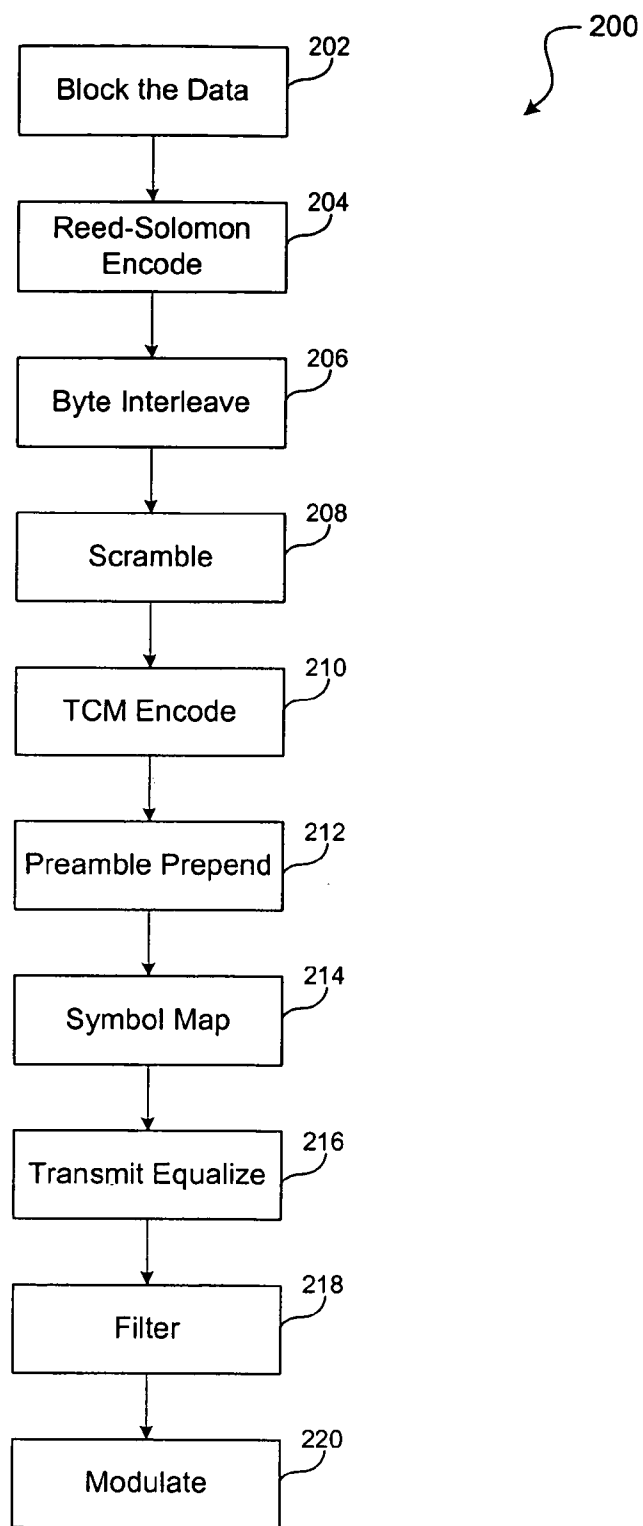 200
202
Block the Data
204
Reed-Solomon
Encode
206
Byte Interleave
208
Scramble
210
TCM Encode
212
Preamble Prepend
214
Symbol Map
216
Transmit Equalize
218
Filter
220
Modulate